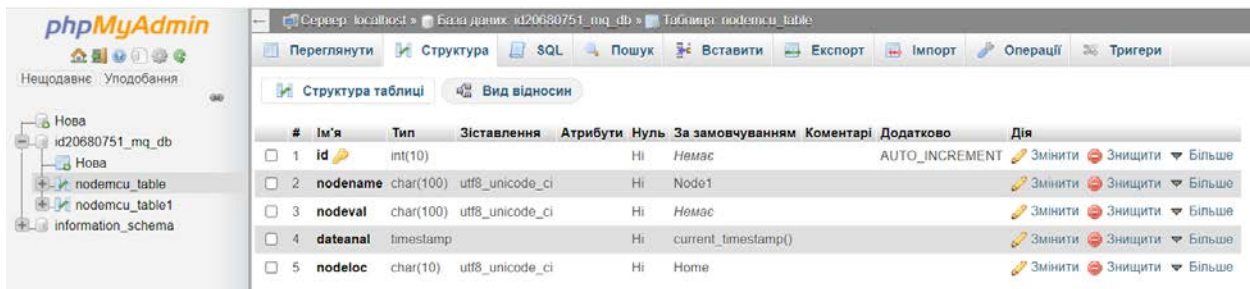 phpMyAdmin
Нещодавнє Уподобання
Нова
id20680751_mq_db
Нова
nodemcu_table
nodemcu_table1
information_schema
Сервер: localhost » База даних: id20680751_mq_db » Таблиця: nodemcu_table
Переглянути Структура SQL Пошук Вставити Експорт Імпорт Операції Тригери
Структура таблиці Вид відносин
# Ім'я Тип Зіставлення Атрибути Нуль За замовчуванням Коментарі Додатково Дія
1 id int(10) Ні Немає AUTO_INCREMENT Змінити Знищити Більше
2 nodename char(100) utf8_unicode_ci Ні Node1 Змінити Знищити Більше
3 nodeval char(100) utf8_unicode_ci Ні Немає Змінити Знищити Більше
4 dateanal timestamp Ні current_timestamp() Змінити Знищити Більше
5 nodeloc char(10) utf8_unicode_ci Ні Home Змінити Знищити Більше